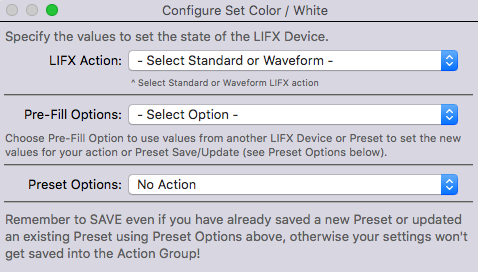 Configure Set Color / White
Specify the values to set the state of the LIFX Device.
LIFX Action: - Select Standard or Waveform -
^ Select Standard or Waveform LIFX action
Pre-Fill Options: - Select Option -
Choose Pre-Fill Option to use values from another LIFX Device or Preset to set the new
values for your action or Preset Save/Update (see Preset Options below).
Preset Options: No Action
Remember to SAVE even if you have already saved a new Preset or updated
an existing Preset using Preset Options above, otherwise your settings won't
get saved into the Action Group!